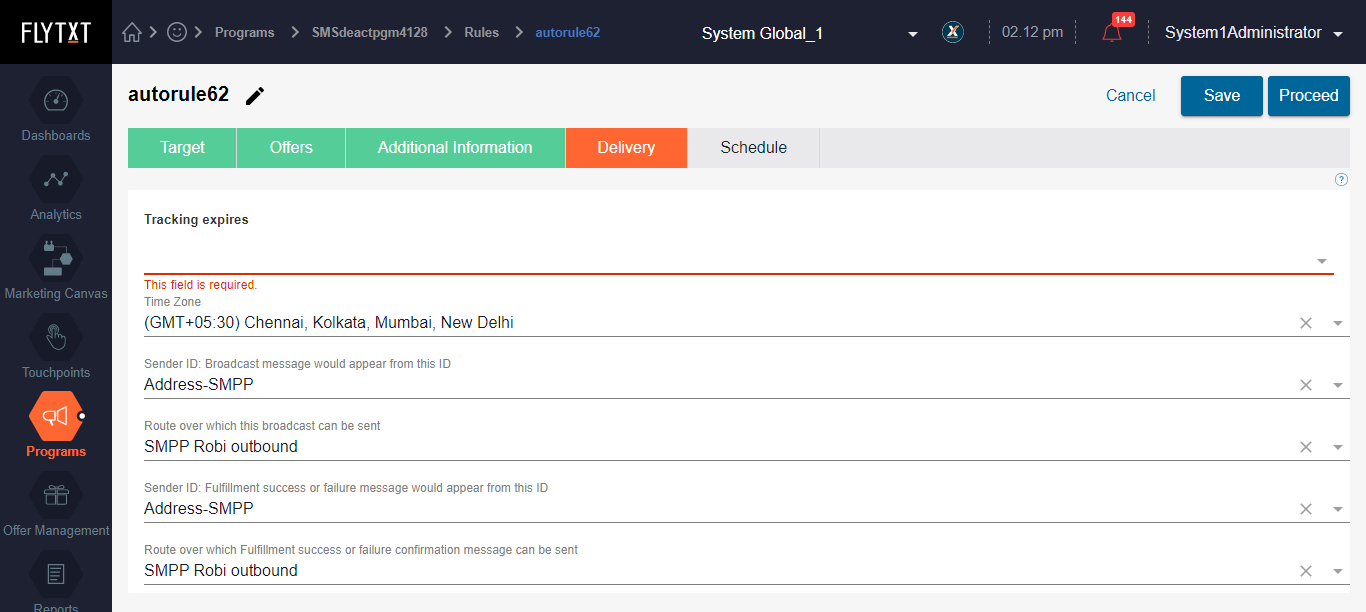 FLYTXT
Programs
SMSdeactpgm4128
Rules
autorule62
System Global_1
X
02.12 pm
144
System1Administrator
Dashboards
Analytics
Marketing Canvas
Touchpoints
Programs
Offer Management
Reports
autorule62
Cancel
Save
Proceed
Target
Offers
Additional Information
Delivery
Schedule
?
Tracking expires
This field is required.
Time Zone
(GMT+05:30) Chennai, Kolkata, Mumbai, New Delhi
Sender ID: Broadcast message would appear from this ID
Address-SMPP
Route over which this broadcast can be sent
SMPP Robi outbound
Sender ID: Fulfillment success or failure message would appear from this ID
Address-SMPP
Route over which Fulfillment success or failure confirmation message can be sent
SMPP Robi outbound